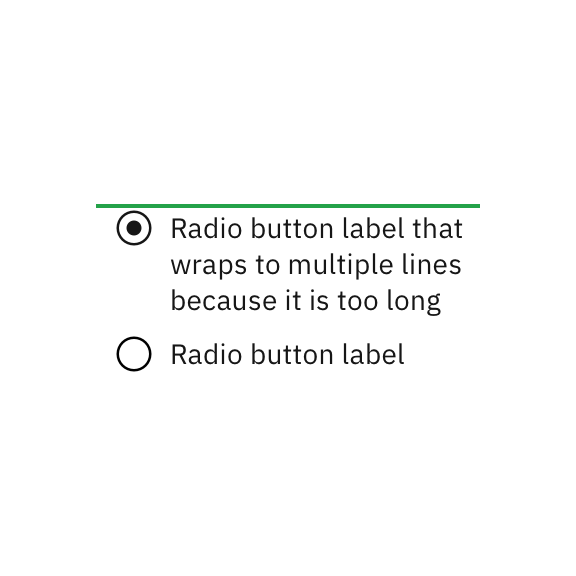 Radio button label that
wraps to multiple lines
because it is too long
Radio button label